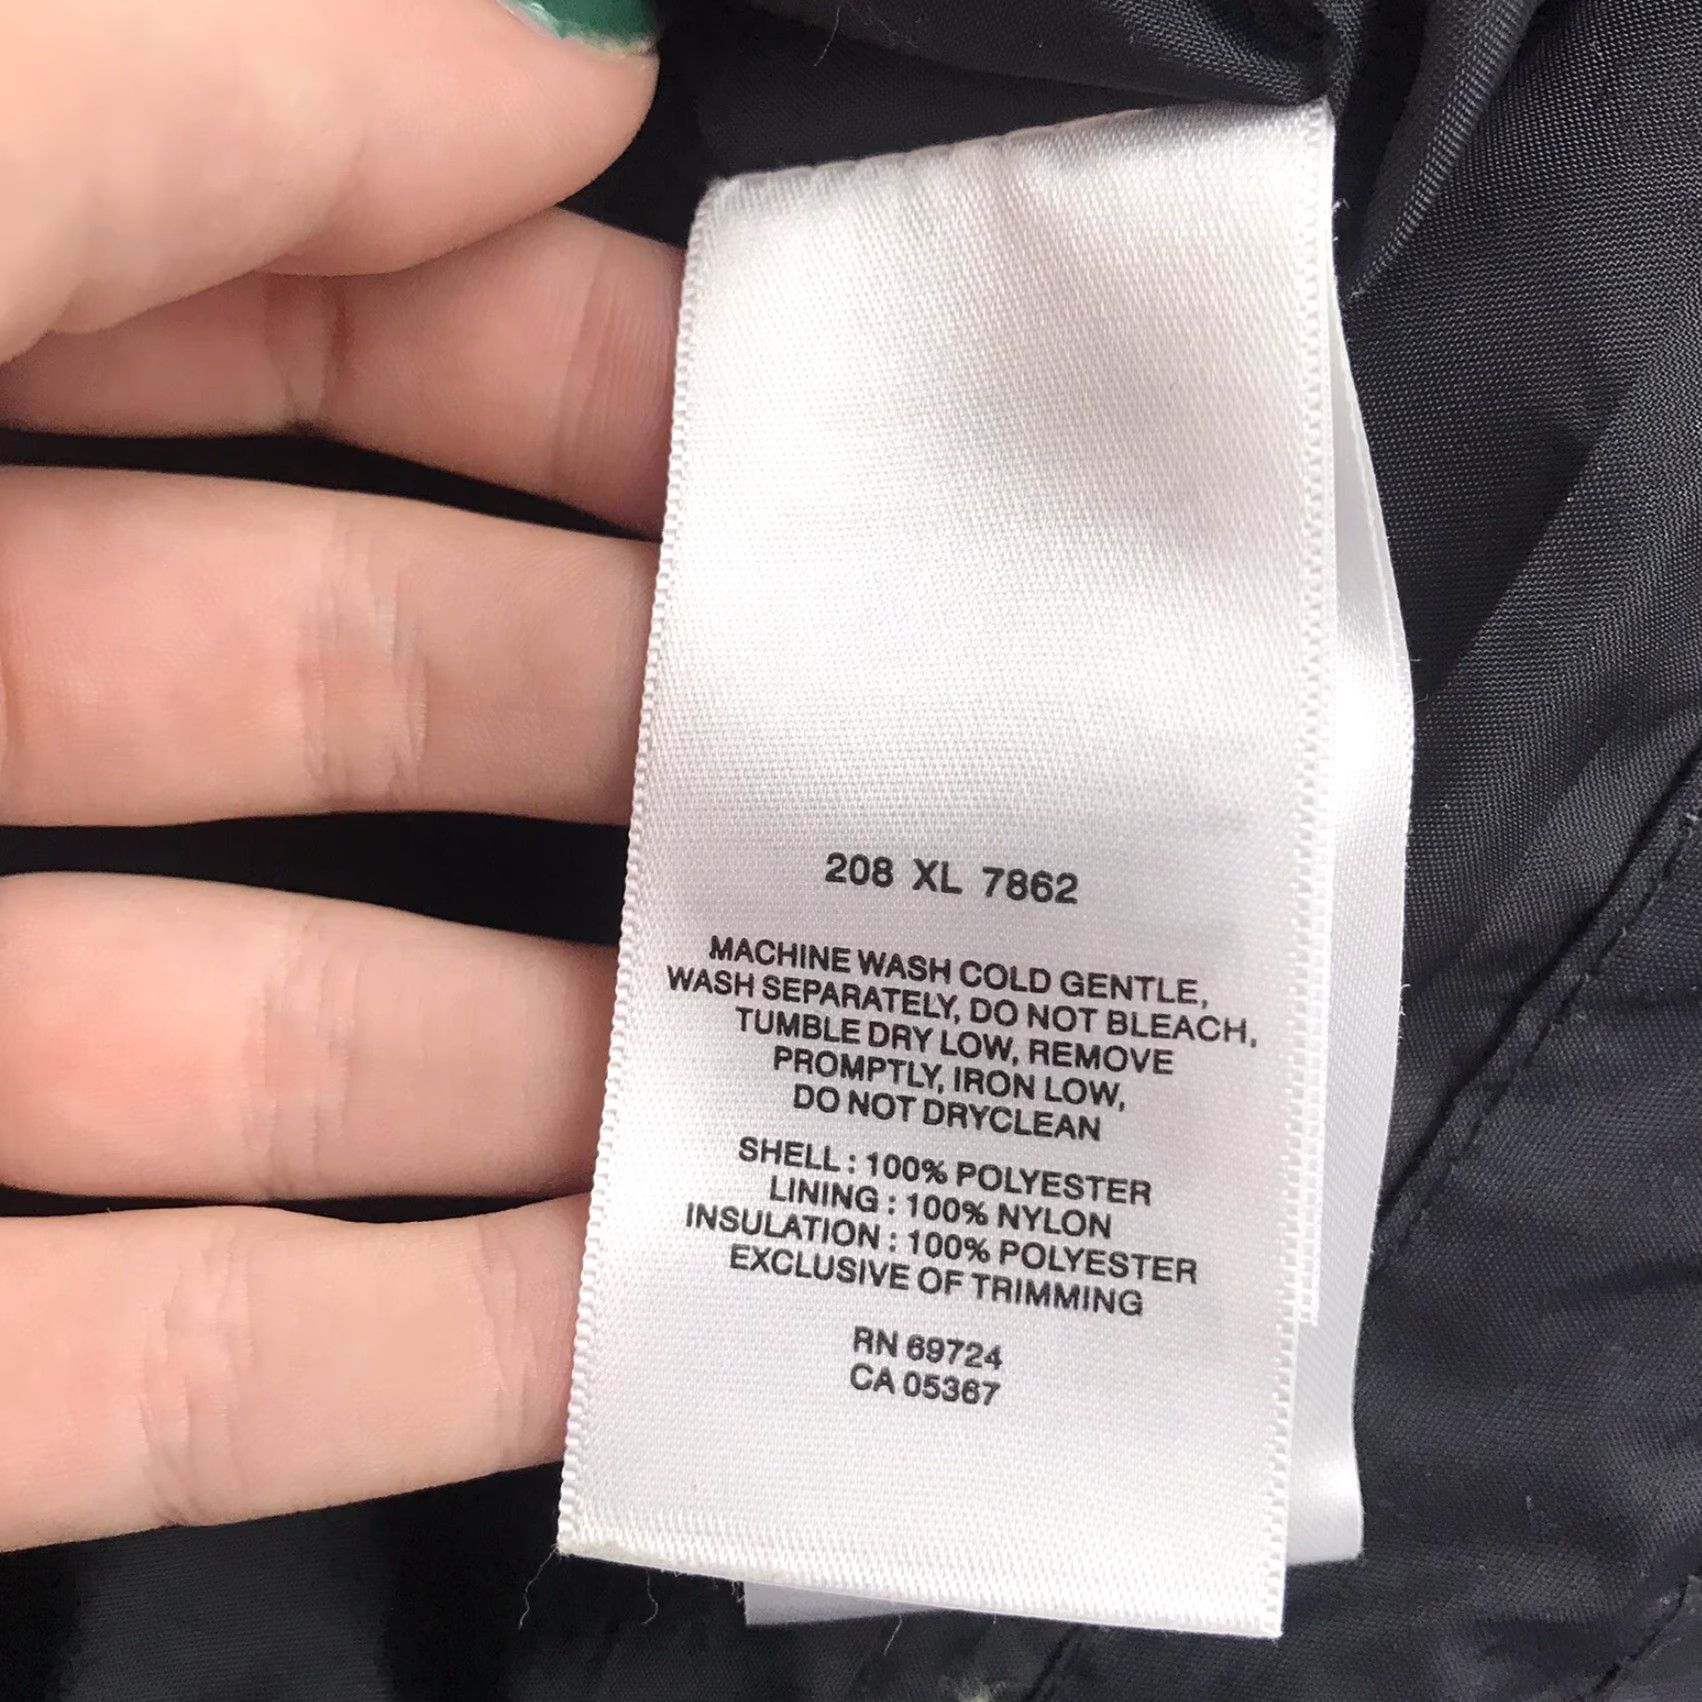 208 XL 7862
MACHINE WASH COLD GENTLE,
WASH SEPARATELY, DO NOT BLEACH,
TUMBLE DRY LOW, REMOVE
PROMPTLY, IRON LOW,
DO NOT DRYCLEAN
SHELL : 100% POLYESTER
LINING : 100% NYLON
INSULATION : 100% POLYESTER
EXCLUSIVE OF TRIMMING
RN 69724
CA 05367